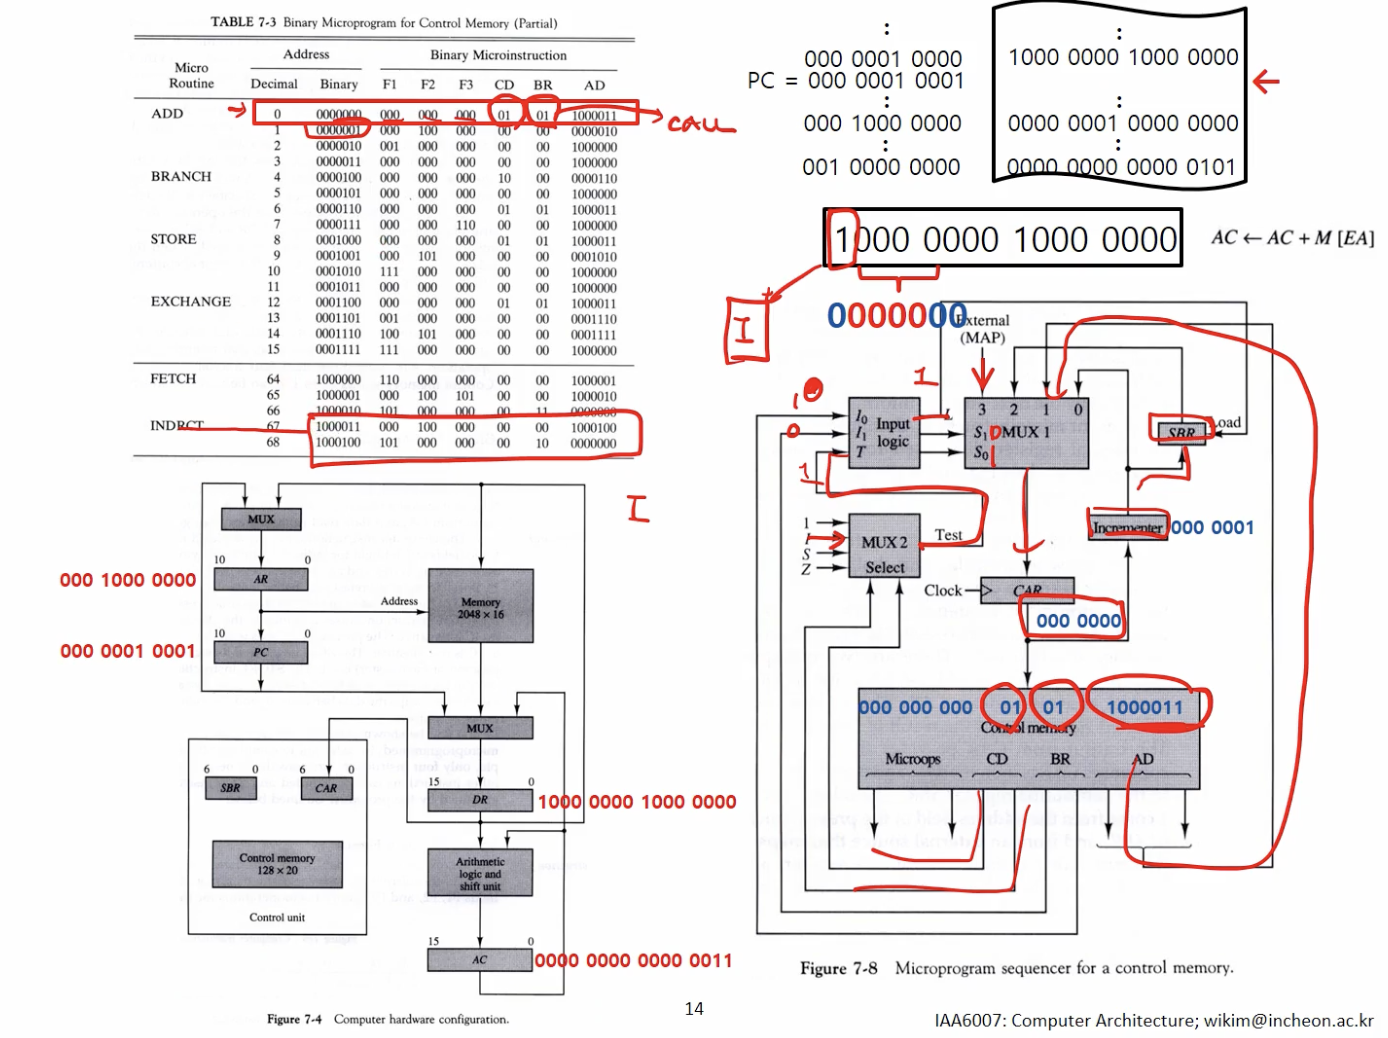 TABLE 7-3 Binary Microprogram for Control Memory (Partial)
Micro Routine Address Binary Microinstruction
Decimal Binary F1 F2 F3 CD BR AD
ADD 0 0000000 000 000 000 01 01 1000011
1 0000001 000 100 000 00 00 0000010
2 0000010 001 000 000 00 00 1000000
3 0000011 000 000 000 00 00 1000000
BRANCH 4 0000100 000 000 000 10 00 0000110
5 0000101 000 000 000 00 00 1000000
6 0000110 000 000 000 01 01 1000011
7 0000111 000 000 110 00 00 1000000
STORE 8 0001000 000 000 000 01 01 1000011
9 0001001 000 101 000 00 00 0001010
10 0001010 111 000 000 00 00 1000000
11 0001011 000 000 000 00 00 1000000
EXCHANGE 12 0001100 000 000 000 01 01 1000011
13 0001101 001 000 000 00 00 0001110
14 0001110 100 101 000 00 00 0001111
15 0001111 111 000 000 00 00 1000000
FETCH 64 1000000 110 000 000 00 00 1000001
65 1000001 000 100 101 00 00 1000010
66 1000010 101 000 000 00 11 0000000
INDRCT 67 1000011 000 100 000 00 00 1000100
68 1000100 101 000 000 00 10 0000000
call
:
:
000 0001 0000 1000 0000 1000 0000
PC = 000 0001 0001
:
:
000 1000 0000 0000 0001 0000 0000
:
:
001 0000 0000 0000 0000 0000 0101
1000 0000 1000 0000
AC ← AC + M [EA]
I
0000000
External
(MAP)
1
1
0
0
1
I0 Input logic L
I1
T
3 2 1 0
S1 MUX 1
S0
0
1
SBR
Load
Incrementer 000 0001
1
I
S
Z
MUX 2
Select
Test
Clock
CAR
000 0000
000 000 000 01 01 1000011
Control memory
Microops CD BR AD
Figure 7-8 Microprogram sequencer for a control memory.
I
MUX
10 0
000 1000 0000 AR
Address
Memory
2048 × 16
10 0
000 0001 0001 PC
MUX
6 0 6 0
SBR CAR
15 0
DR 1000 0000 1000 0000
Control memory
128 × 20
Control unit
Arithmetic
logic and
shift unit
15 0
AC 0000 0000 0000 0011
Figure 7-4 Computer hardware configuration.
14
IAA6007: Computer Architecture; wikim@incheon.ac.kr